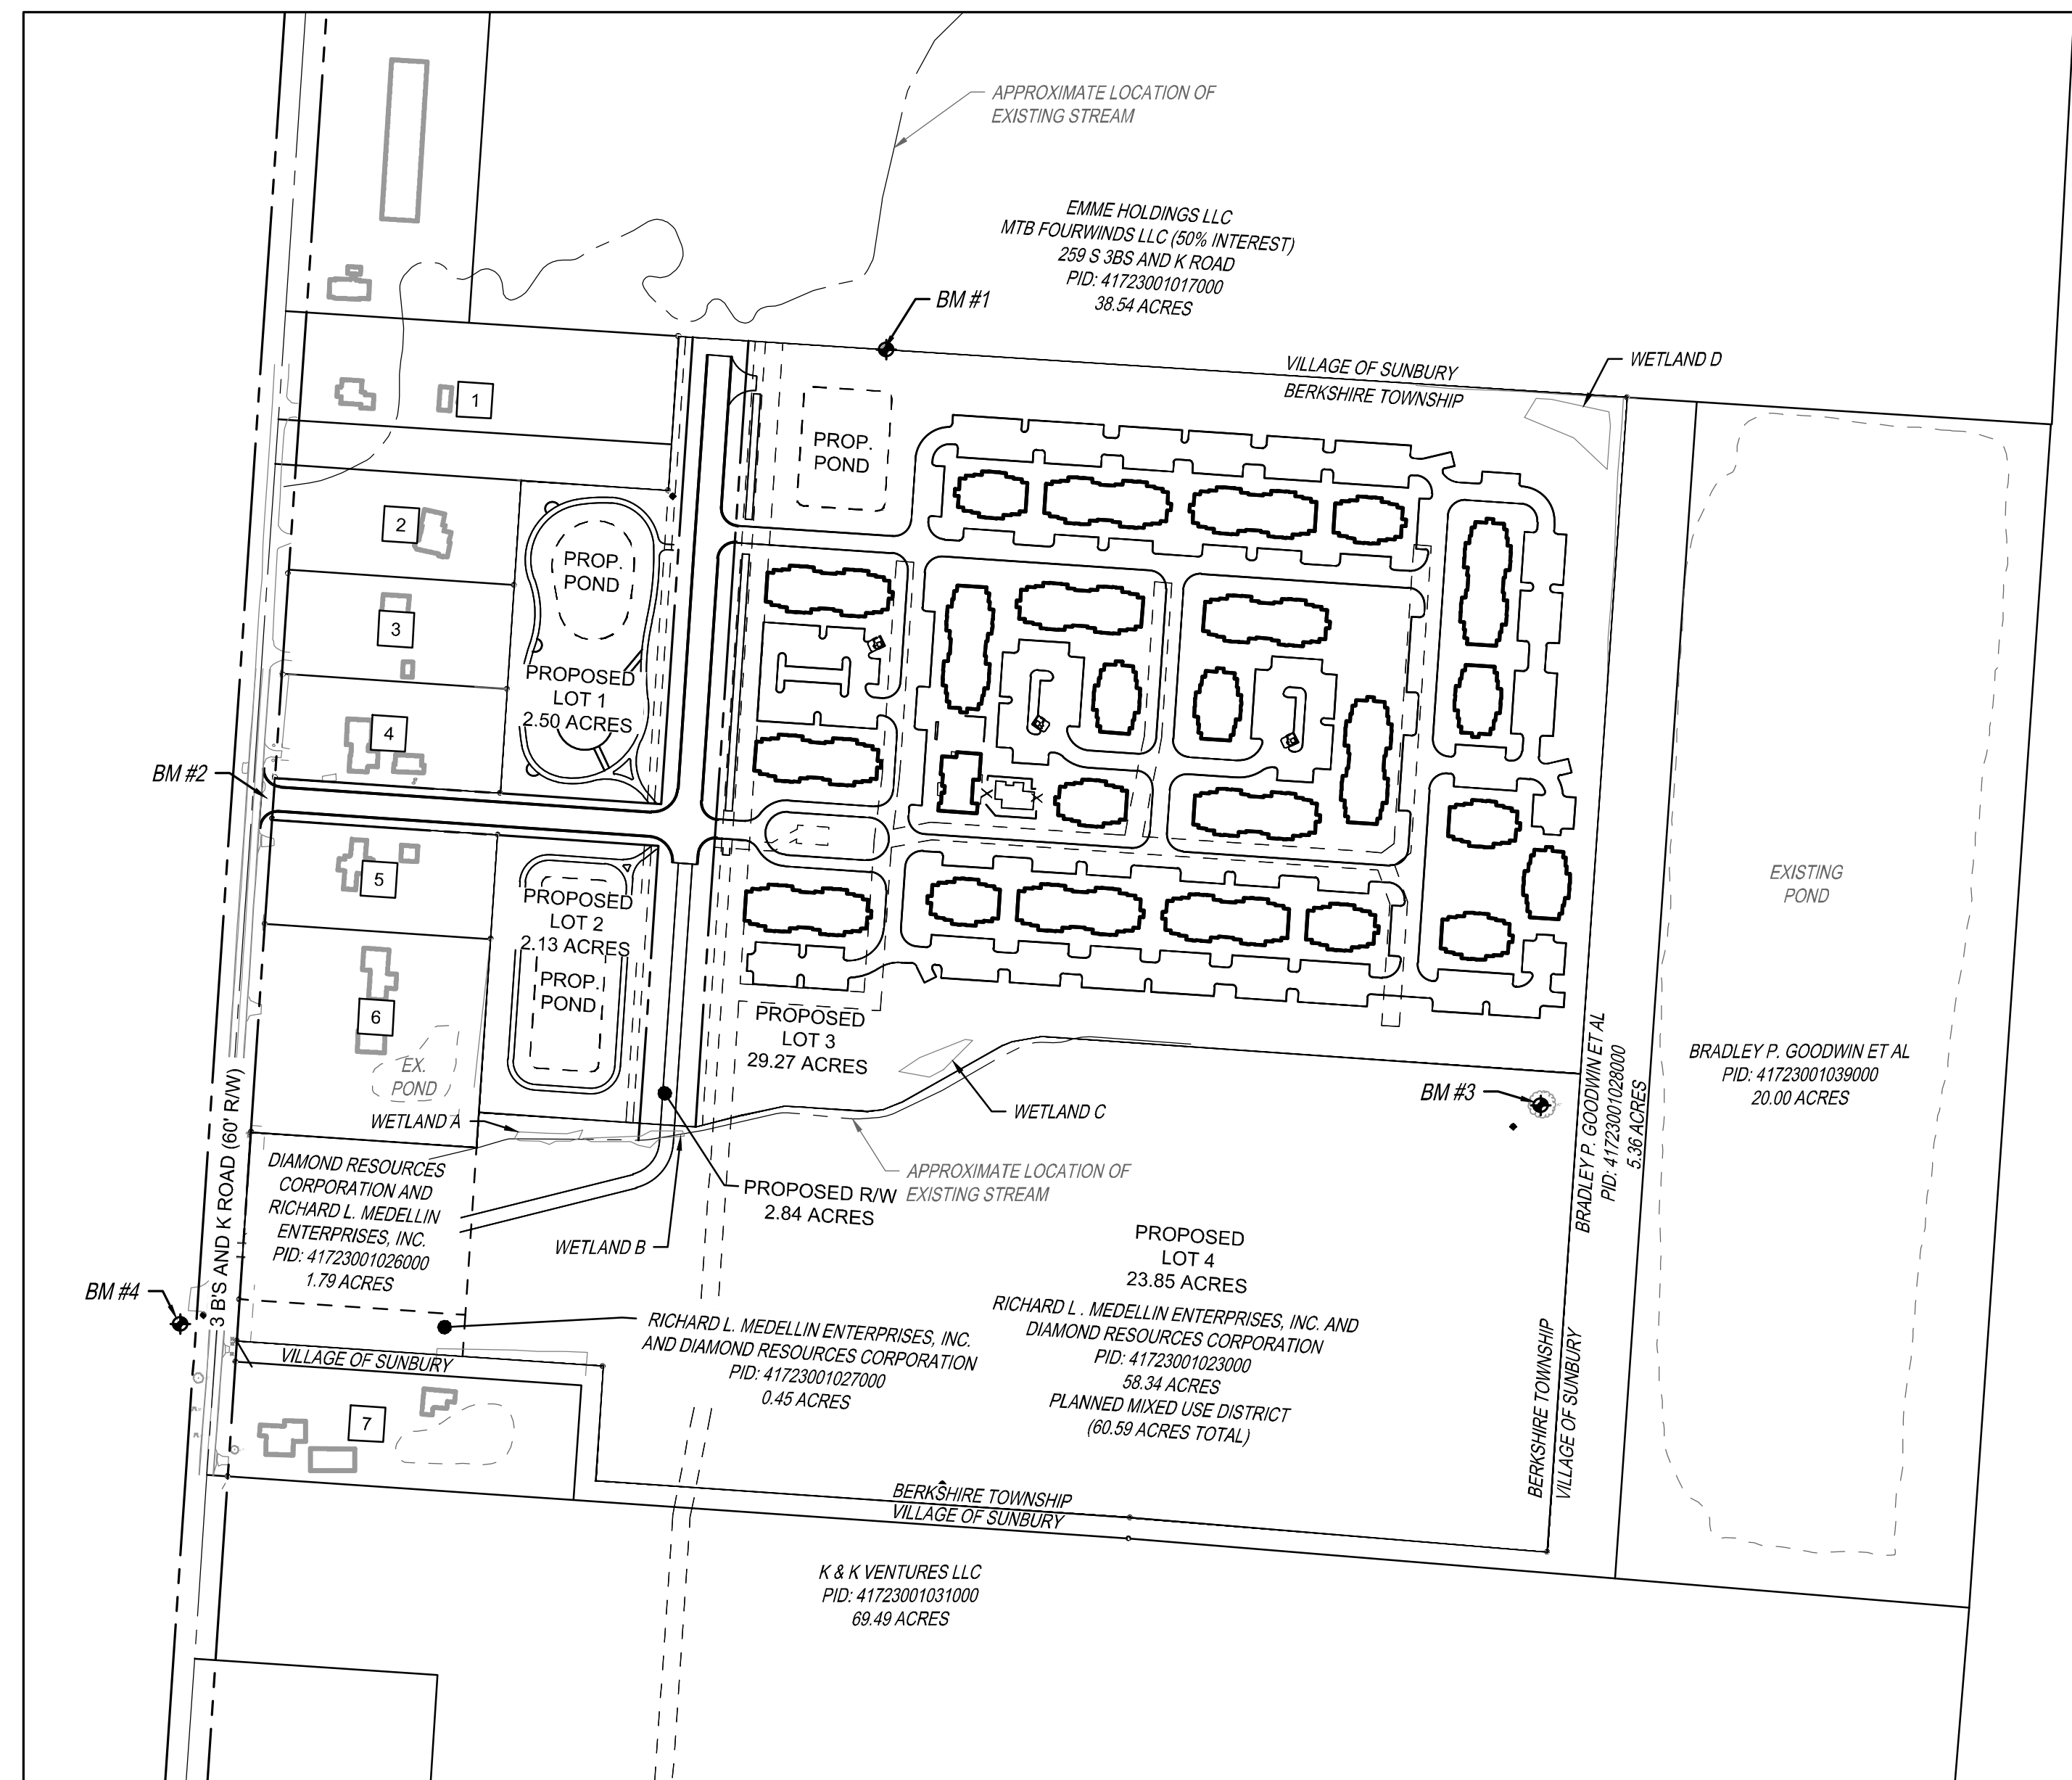 APPROXIMATE LOCATION OF
EXISTING STREAM
EMME HOLDINGS LLC
MTB FOURWINDS LLC (50% INTEREST)
259 S 3BS AND K ROAD
PID: 41723001017000
38.54 ACRES
BM #1
VILLAGE OF SUNBURY
BERKSHIRE TOWNSHIP
WETLAND D
1
PROP.
POND
2
PROP.
POND
3
PROPOSED
LOT 1
2.50 ACRES
4
BM #2
5
PROPOSED
LOT 2
2.13 ACRES
PROP.
POND
6
EX.
POND
EXISTING
POND
PROPOSED
LOT 3
29.27 ACRES
BRADLEY P. GOODWIN ET AL
PID: 41723001028000
5.36 ACRES
BRADLEY P. GOODWIN ET AL
PID: 41723001039000
20.00 ACRES
BM #3
WETLAND C
WETLAND A
3 B'S AND K ROAD (60' R/W)
DIAMOND RESOURCES
CORPORATION AND
RICHARD L. MEDELLIN
ENTERPRISES, INC.
PID: 41723001026000
1.79 ACRES
APPROXIMATE LOCATION OF
EXISTING STREAM
PROPOSED R/W
2.84 ACRES
WETLAND B
PROPOSED
LOT 4
23.85 ACRES
BM #4
RICHARD L. MEDELLIN ENTERPRISES, INC.
AND DIAMOND RESOURCES CORPORATION
PID: 41723001027000
0.45 ACRES
RICHARD L . MEDELLIN ENTERPRISES, INC. AND
DIAMOND RESOURCES CORPORATION
PID: 41723001023000
58.34 ACRES
PLANNED MIXED USE DISTRICT
(60.59 ACRES TOTAL)
VILLAGE OF SUNBURY
7
BERKSHIRE TOWNSHIP
VILLAGE OF SUNBURY
BERKSHIRE TOWNSHIP
VILLAGE OF SUNBURY
K & K VENTURES LLC
PID: 41723001031000
69.49 ACRES